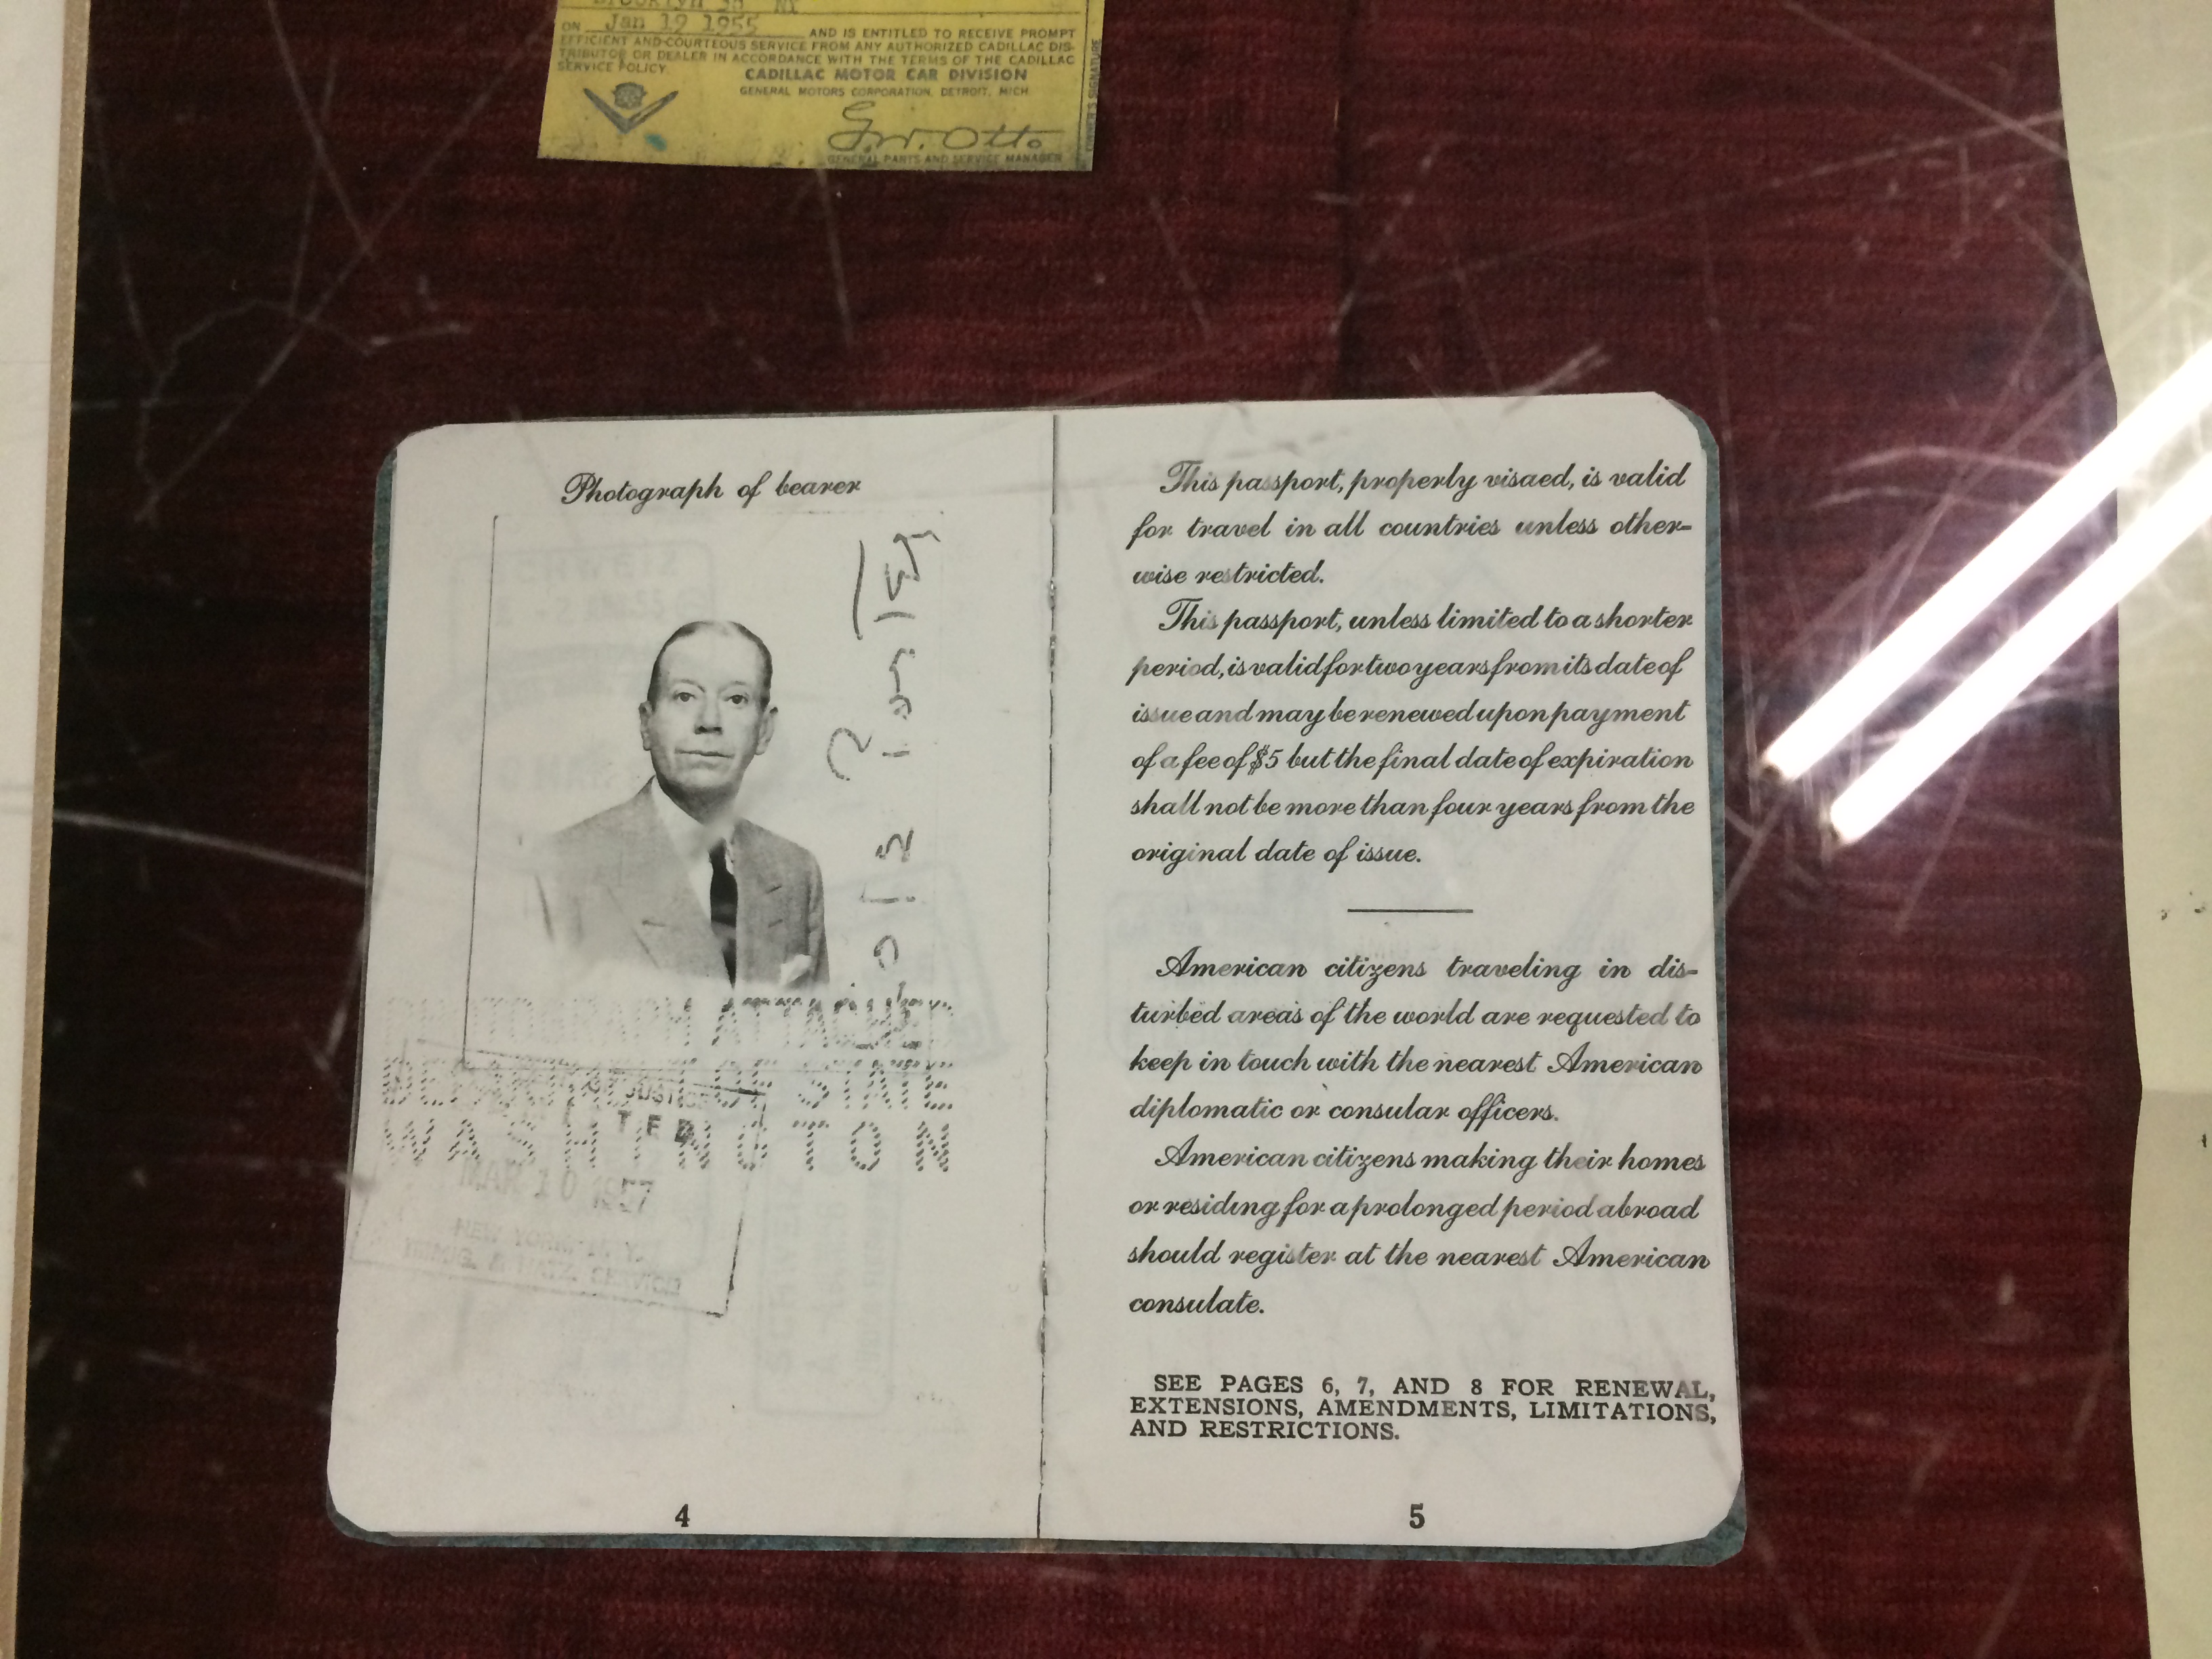 Brooklyn NY
ON Jan 19 1955 AND IS ENTITLED TO RECEIVE PROMPT
EFFICIENT AND COURTEOUS SERVICE FROM ANY AUTHORIZED CADILLAC DIS-
TRIBUTOR OR DEALER IN ACCORDANCE WITH THE TERMS OF THE CADILLAC
SERVICE POLICY.
CADILLAC MOTOR CAR DIVISION
GENERAL MOTORS CORPORATION, DETROIT, MICH.
G.W. Otto
GENERAL PARTS AND SERVICE MANAGER
OWNER'S SIGNATURE
Photograph of bearer
PHOTOGRAPH ATTACHED
DEPARTMENT OF STATE
WASHINGTON
MAR 10 1957
NEW YORK, N.Y.
4
This passport, properly visaed, is valid
for travel in all countries unless other-
wise restricted.
This passport, unless limited to a shorter
period, is valid for two years from its date of
issue and may be renewed upon payment
of a fee of $5 but the final date of expiration
shall not be more than four years from the
original date of issue.
American citizens traveling in dis-
turbed areas of the world are requested to
keep in touch with the nearest American
diplomatic or consular officers.
American citizens making their homes
or residing for a prolonged period abroad
should register at the nearest American
consulate.
SEE PAGES 6, 7, AND 8 FOR RENEWAL,
EXTENSIONS, AMENDMENTS, LIMITATIONS,
AND RESTRICTIONS.
5